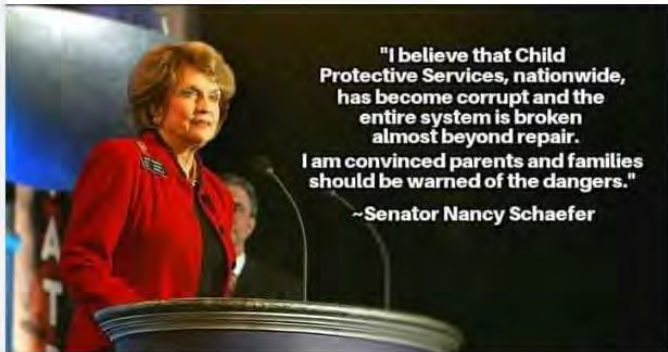 "I believe that Child
Protective Services, nationwide,
has become corrupt and the
entire system is broken
almost beyond repair.
I am convinced parents and families
should be warned of the dangers."
~Senator Nancy Schaefer